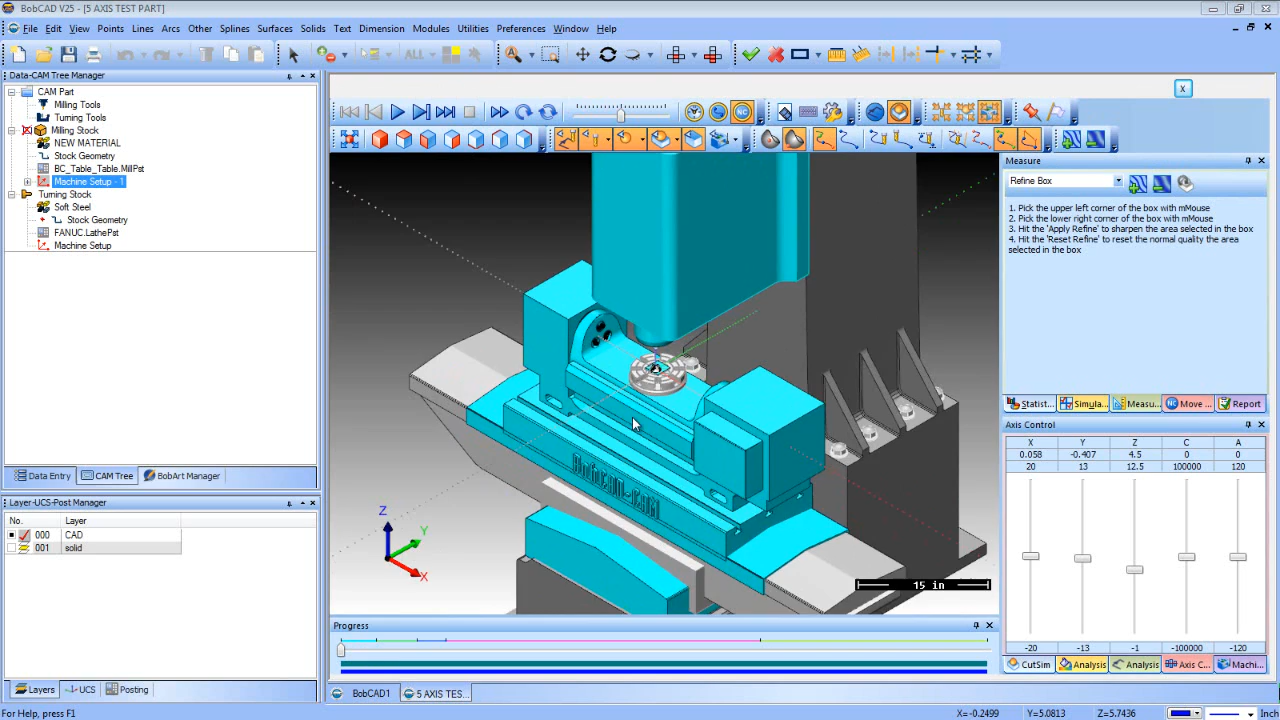 BobCAD V25 - [5 AXIS TEST PART]
File Edit View Points Lines Arcs Other Splines Surfaces Solids Text Dimension Modules Utilities Preferences Window Help
ALL
NC
Data-CAM Tree Manager
CAM Part
Milling Tools
Turning Tools
Milling Stock
NEW MATERIAL
Stock Geometry
BC_Table_Table.MillPst
Machine Setup - 1
Turning Stock
Soft Steel
Stock Geometry
FANUC.LathePst
Machine Setup
Data Entry CAM Tree BobArt Manager
Layer-UCS-Post Manager
No. Layer
000 CAD
001 solid
Layers UCS Posting
X
BobCAD-CAM
Z
Y
X
15 in
Progress
BobCAD1 5 AXIS TES...
Measure
Refine Box
1. Pick the upper left corner of the box with mMouse
2. Pick the lower right corner of the box with mMouse
3. Hit the 'Apply Refine' to sharpen the area selected in the box
4. Hit the 'Reset Refine' to reset the normal quality the area
selected in the box
Statist... Simula... Measu... Move ... Report
Axis Control
X Y Z C A
0.058 -0.407 4.5 0 0
20 13 12.5 100000 120
-20 -13 -1 -100000 -120
CutSim Analysis Analysis Axis C... Machi...
For Help, press F1
X= -0.2499 Y=5.0813 Z=5.7436 Inch